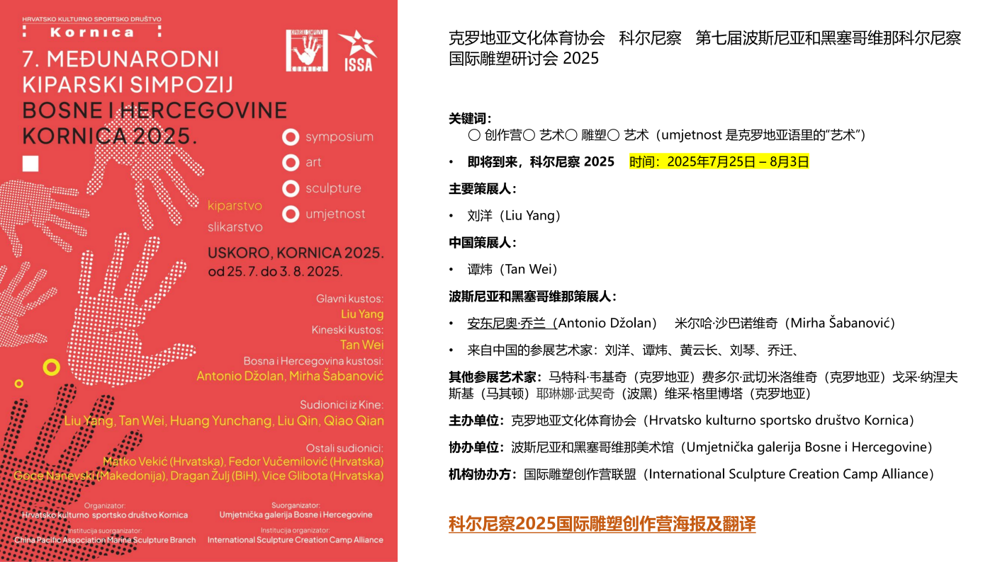 HRVATSKO KULTURNO SPORTSKO DRUŠTVO
Kornica
7. MEĐUNARODNI
KIPARSKI SIMPOZIJ
BOSNE I HERCEGOVINE
KORNICA 2025.
KIPARSKI SIMPOZIJ
KORNICA
ISSA
symposium
art
sculpture
umjetnost
kiparstvo
slikarstvo
USKORO, KORNICA 2025.
od 25. 7. do 3. 8. 2025.
Glavni kustos:
Liu Yang
Kineski kustos:
Tan Wei
Bosna i Hercegovina kustosi:
Antonio Džolan, Mirha Šabanović
Sudionici iz Kine:
Liu Yang, Tan Wei, Huang Yunchang, Liu Qin, Qiao Qian
Ostali sudionici:
Matko Vekić (Hrvatska), Fedor Vučemilović (Hrvatska)
Goce Nanevski (Makedonija), Dragan Žulj (BiH), Vice Glibota (Hrvatska)
Organizator:
Hrvatsko kulturno sportsko društvo Kornica
Suorganizator:
Umjetnička galerija Bosne i Hercegovine
Institucija suorganizator:
China Pacific Association Marine Sculpture Branch
Institucija organizator:
International Sculpture Creation Camp Alliance
克罗地亚文化体育协会 科尔尼察 第七届波斯尼亚和黑塞哥维那科尔尼察
国际雕塑研讨会 2025
关键词：
〇 创作营〇 艺术〇 雕塑〇 艺术（umjetnost 是克罗地亚语里的“艺术”）
• 即将到来，科尔尼察 2025 时间：2025年7月25日 – 8月3日
主要策展人：
• 刘洋（Liu Yang）
中国策展人：
• 谭炜（Tan Wei）
波斯尼亚和黑塞哥维那策展人：
• 安东尼奥·乔兰（Antonio Džolan） 米尔哈·沙巴诺维奇（Mirha Šabanović）
• 来自中国的参展艺术家：刘洋、谭炜、黄云长、刘琴、乔迁、
其他参展艺术家：马特科·韦基奇（克罗地亚）费多尔·武切米洛维奇（克罗地亚）戈采·纳涅夫
斯基（马其顿）耶琳娜·武契奇（波黑）维采·格里博塔（克罗地亚）
主办单位：克罗地亚文化体育协会（Hrvatsko kulturno sportsko društvo Kornica）
协办单位：波斯尼亚和黑塞哥维那美术馆（Umjetnička galerija Bosne i Hercegovine）
机构协办方：国际雕塑创作营联盟（International Sculpture Creation Camp Alliance）
科尔尼察2025国际雕塑创作营海报及翻译